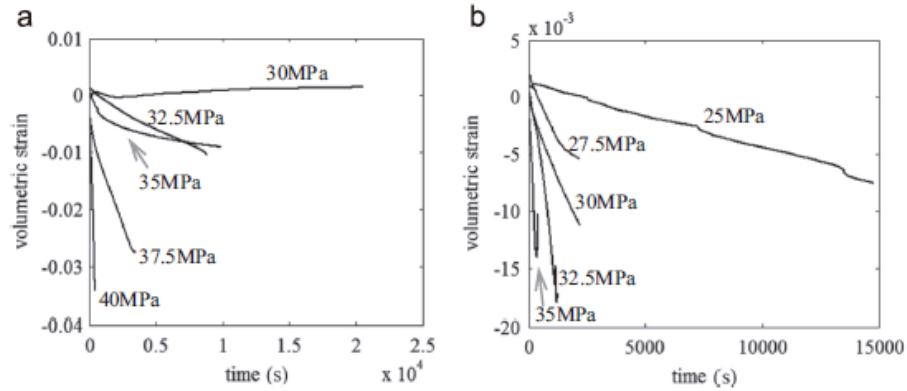 a
0.01
0
-0.01
-0.02
-0.03
-0.04
volumetric strain
30MPa
32.5MPa
35MPa
37.5MPa
40MPa
0 0.5 1 1.5 2 2.5
time (s) x 10⁴
b
x 10⁻³
5
0
-5
-10
-15
-20
volumetric strain
25MPa
27.5MPa
30MPa
32.5MPa
35MPa
0 5000 10000 15000
time (s)